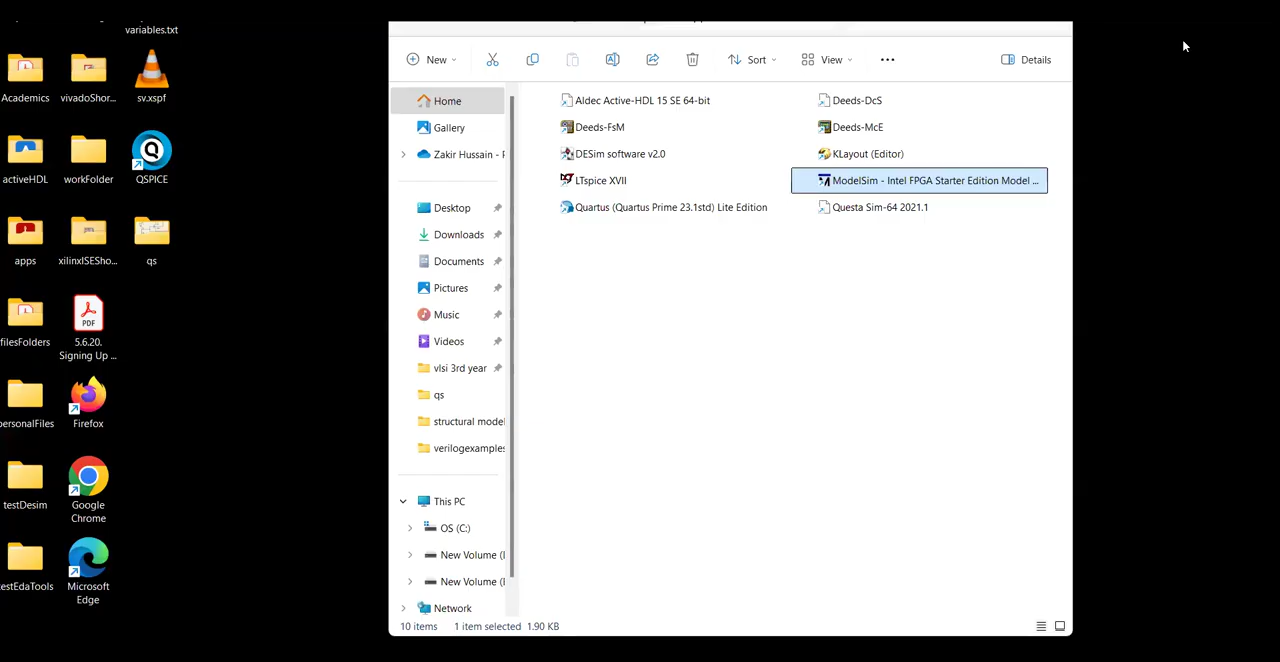 variables.txt
Academics
vivadoShor...
sv.xspf
activeHDL
workFolder
QSPICE
apps
xilinxISESho...
qs
filesFolders
PDF
5.6.20.
Signing Up ...
personalFiles
Firefox
testDesim
Google
Chrome
estEdaTools
Microsoft
Edge
New
Sort
View
Details
Home
Gallery
Zakir Hussain - F
Desktop
Downloads
Documents
Pictures
Music
Videos
vlsi 3rd year
qs
structural model
verilogexamples
This PC
OS (C:)
New Volume (
New Volume (
Network
Aldec Active-HDL 15 SE 64-bit
Deeds-DcS
Deeds-FsM
Deeds-McE
DESim software v2.0
KLayout (Editor)
LTspice XVII
ModelSim - Intel FPGA Starter Edition Model ...
Quartus (Quartus Prime 23.1std) Lite Edition
Questa Sim-64 2021.1
10 items 1 item selected 1.90 KB